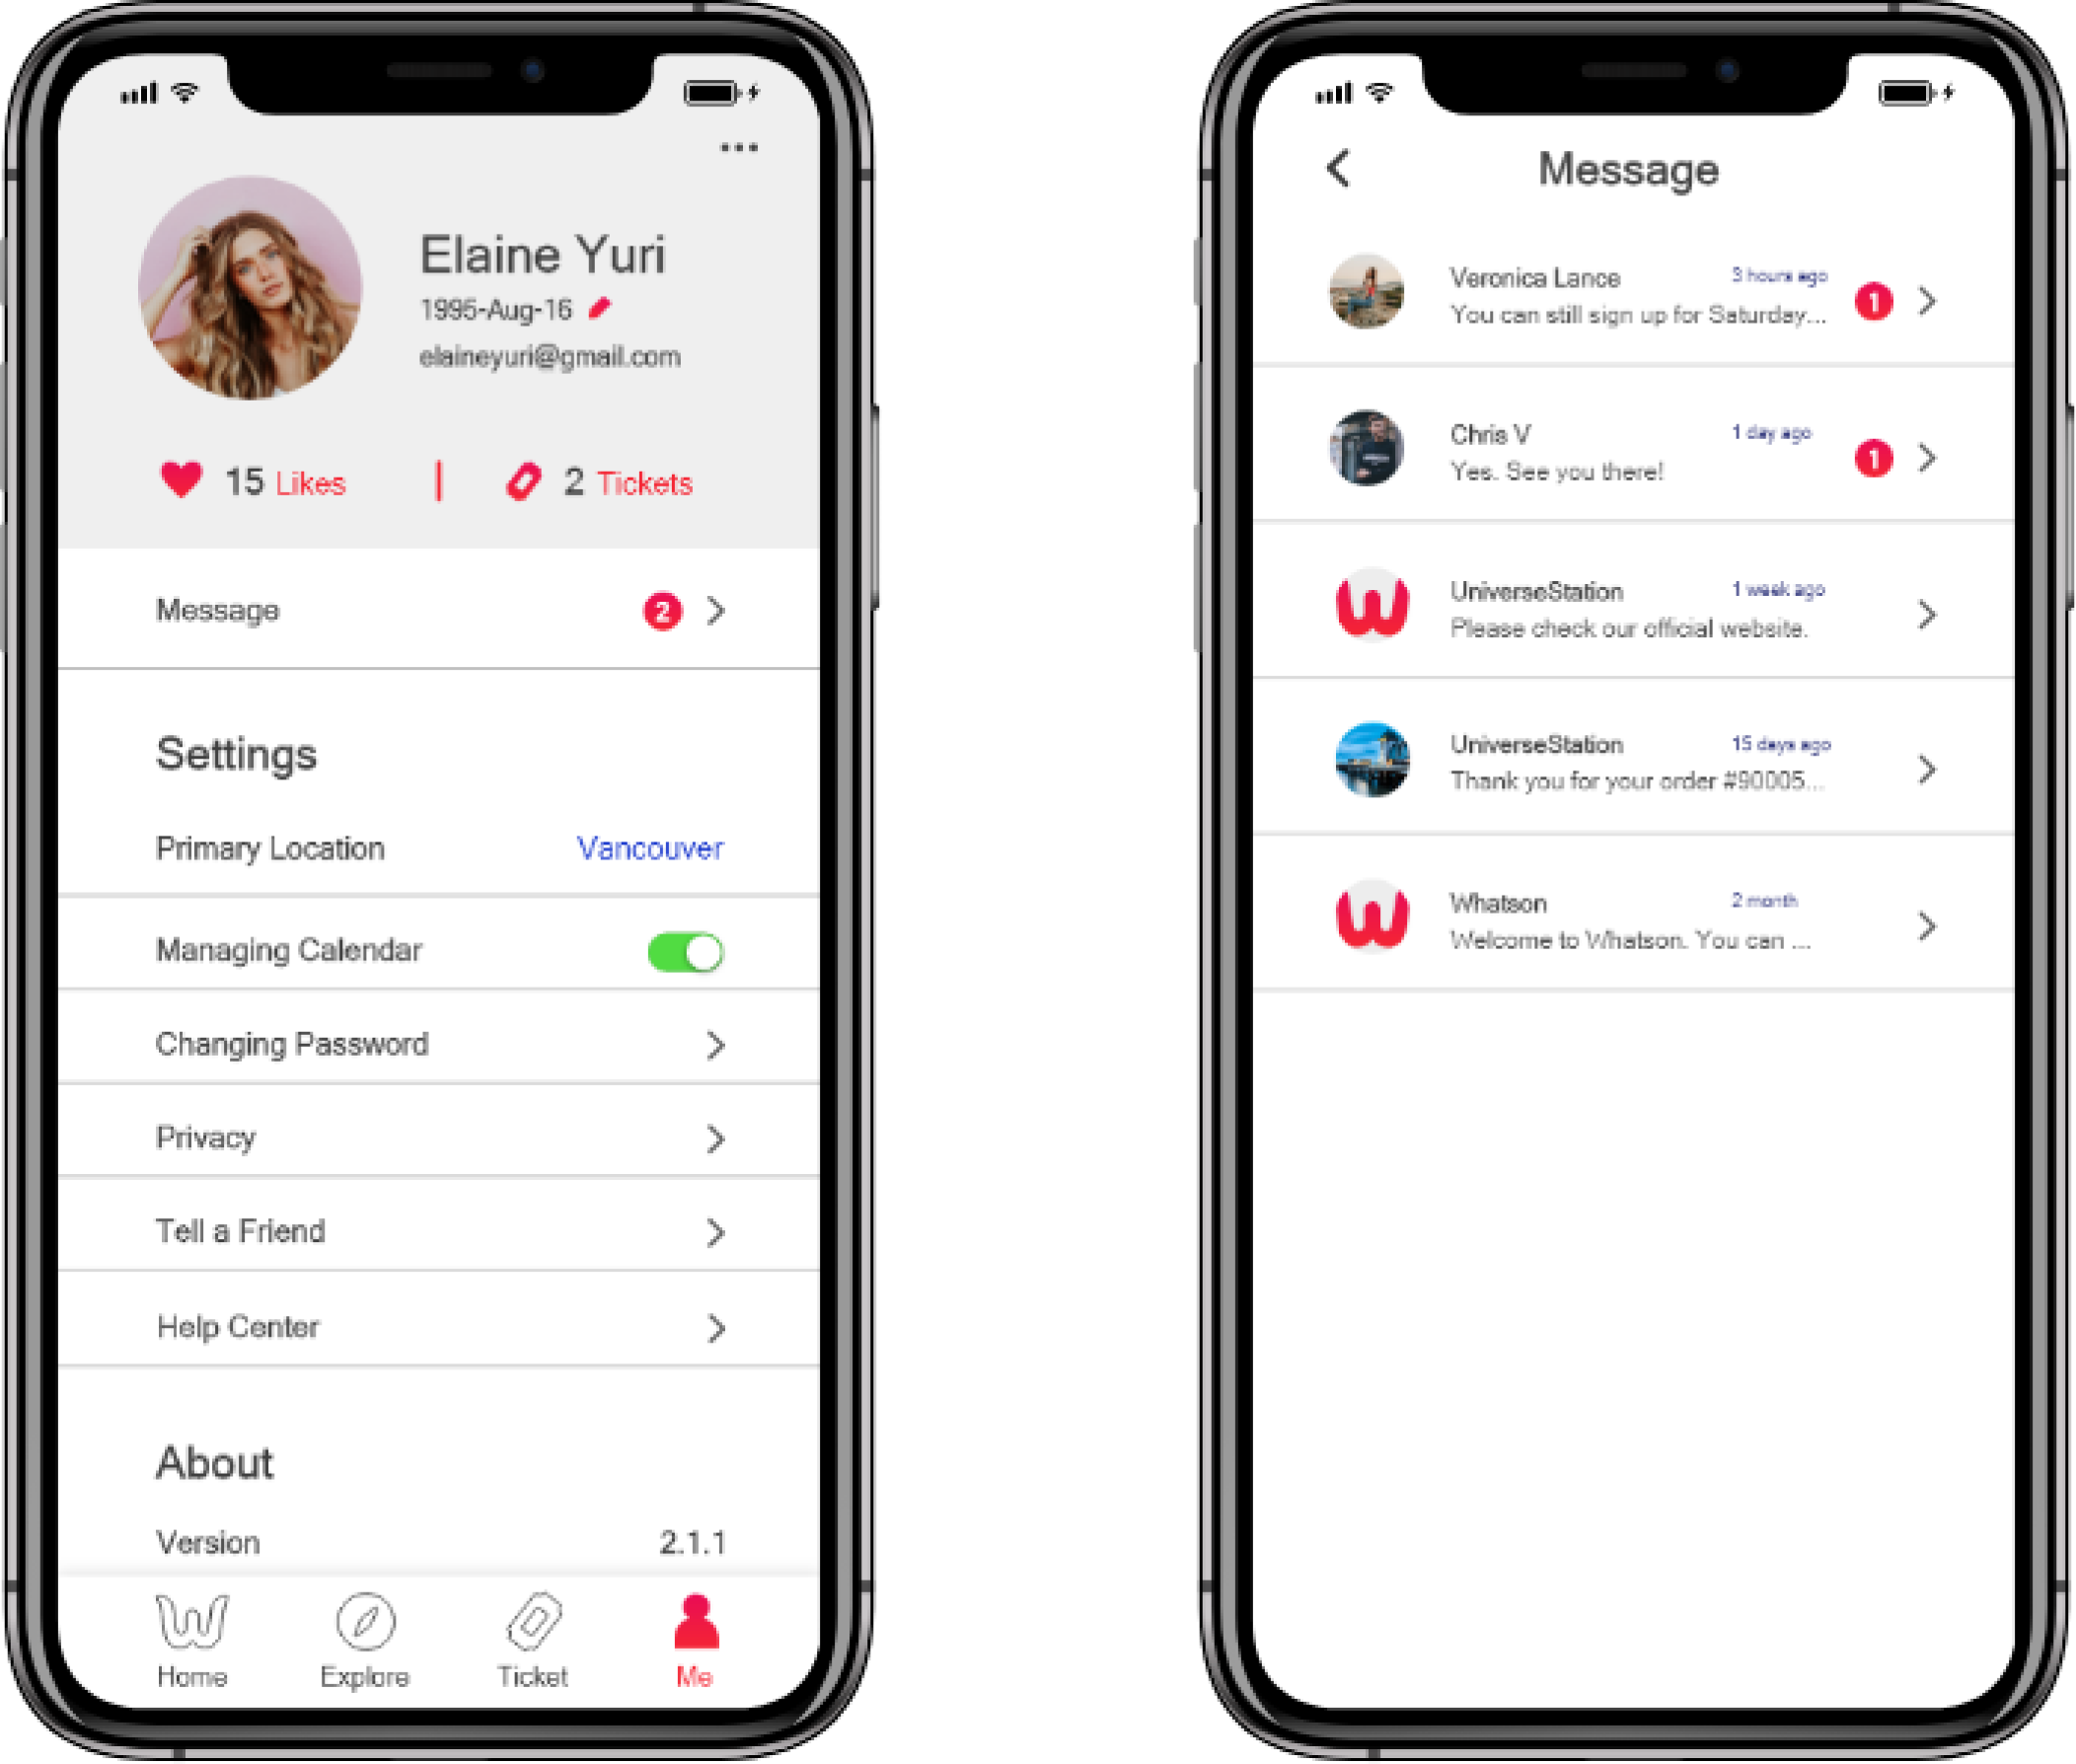 Elaine Yuri
1995-Aug-16
elaineyuri@gmail.com
15 Likes | 2 Tickets
Message 2
Settings
Primary Location Vancouver
Managing Calendar
Changing Password
Privacy
Tell a Friend
Help Center
About
Version 2.1.1
Home Explore Ticket Me
Message
Veronica Lance 3 hours ago
You can still sign up for Saturday... 1
Chris V 1 day ago
Yes. See you there! 1
UniverseStation 1 week ago
Please check our official website.
UniverseStation 15 days ago
Thank you for your order #90005...
Whatson 2 month
Welcome to Whatson. You can ...